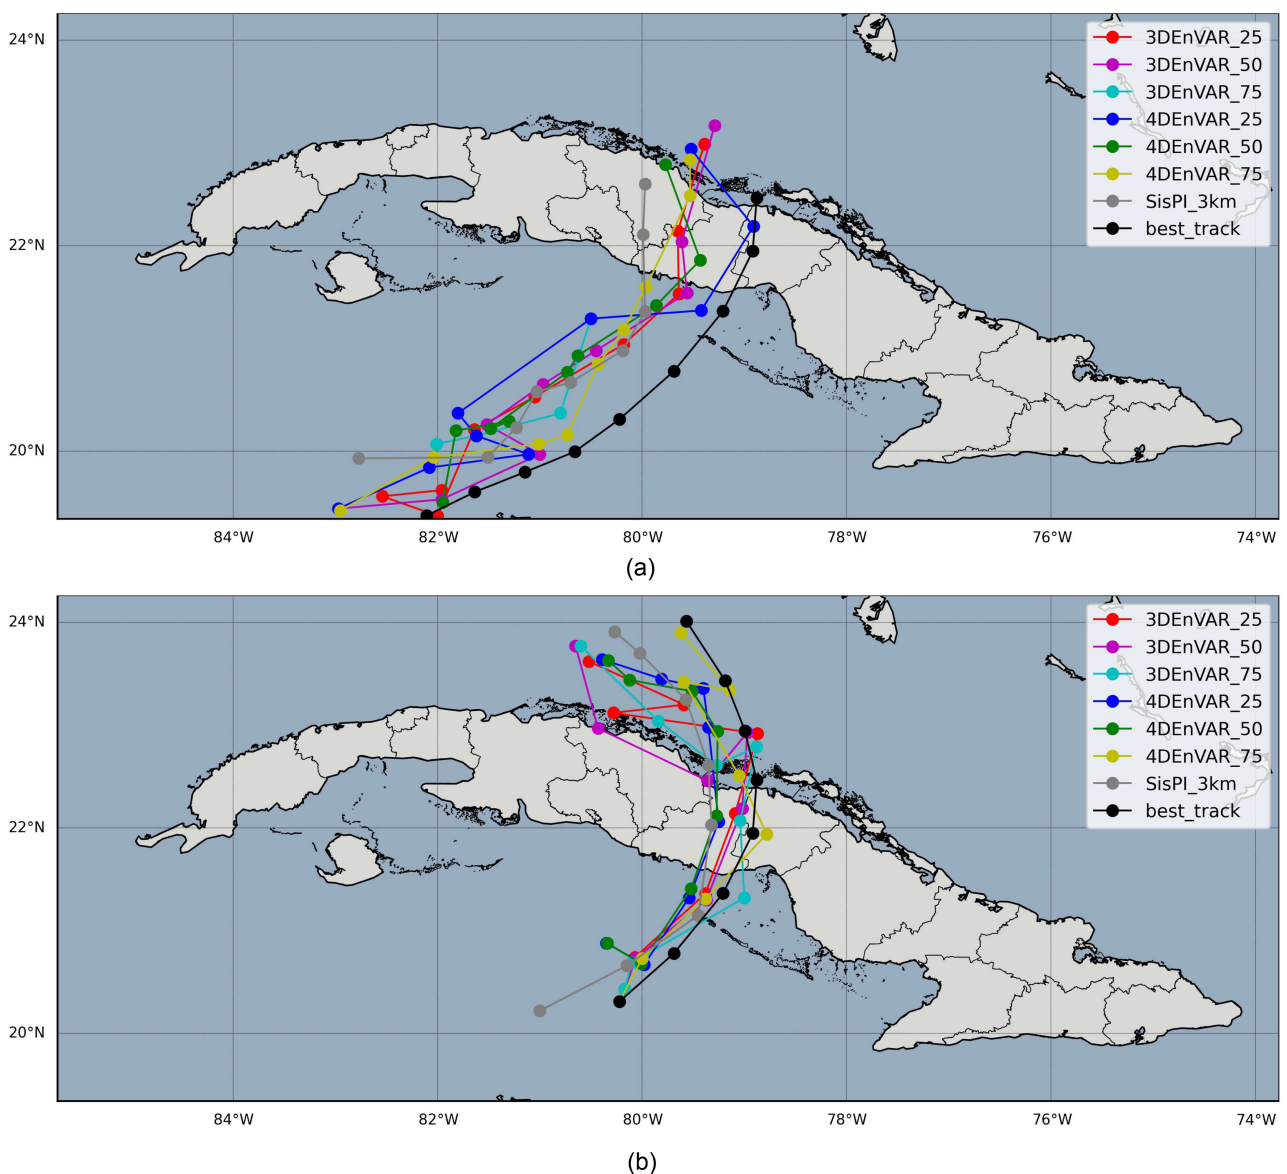 24°N
22°N
20°N
3DEnVAR_25
3DEnVAR_50
3DEnVAR_75
4DEnVAR_25
4DEnVAR_50
4DEnVAR_75
SisPI_3km
best_track
84°W 82°W 80°W 78°W 76°W 74°W
(a)
24°N
22°N
20°N
3DEnVAR_25
3DEnVAR_50
3DEnVAR_75
4DEnVAR_25
4DEnVAR_50
4DEnVAR_75
SisPI_3km
best_track
84°W 82°W 80°W 78°W 76°W 74°W
(b)